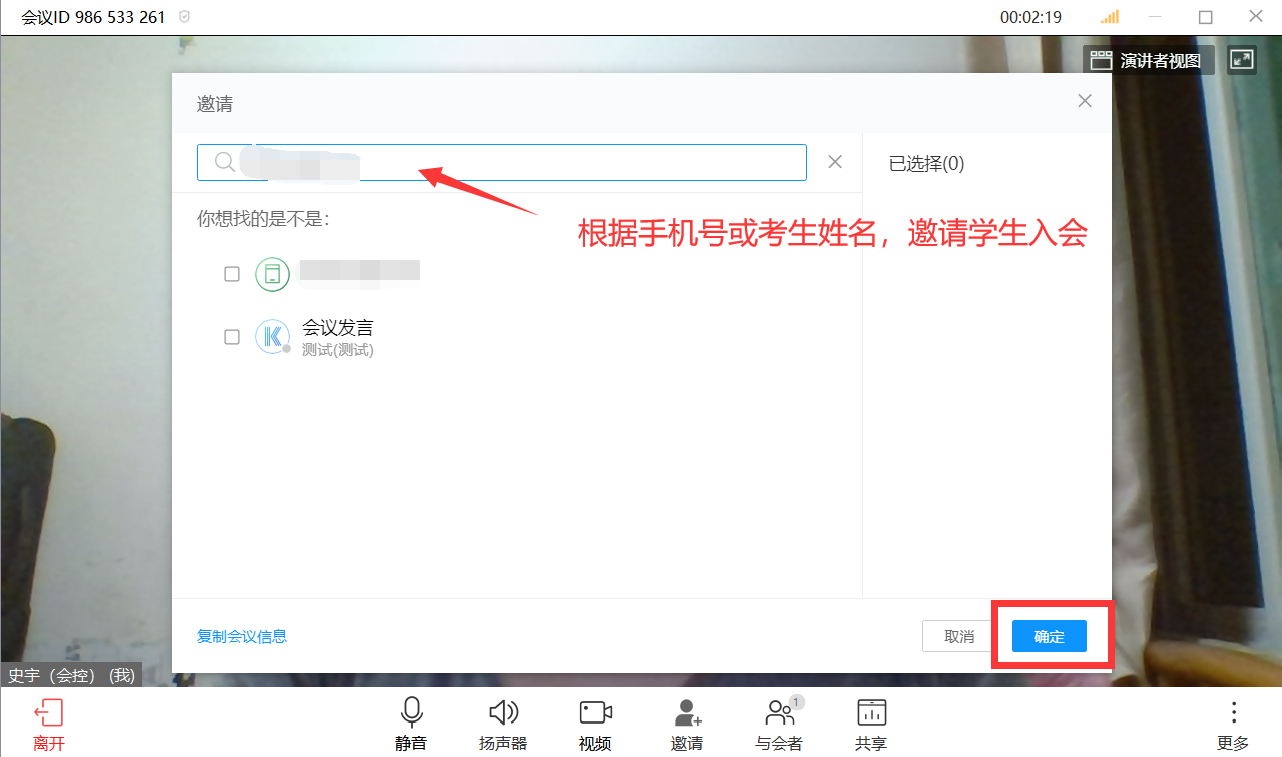 会议ID 986 533 261
00:02:19
演讲者视图
邀请
已选择(0)
你想找的是不是：
根据手机号或考生姓名，邀请学生入会
会议发言
测试(测试)
复制会议信息
取消
确定
史宇（会控）(我)
离开
静音
扬声器
视频
邀请
1
与会者
共享
更多